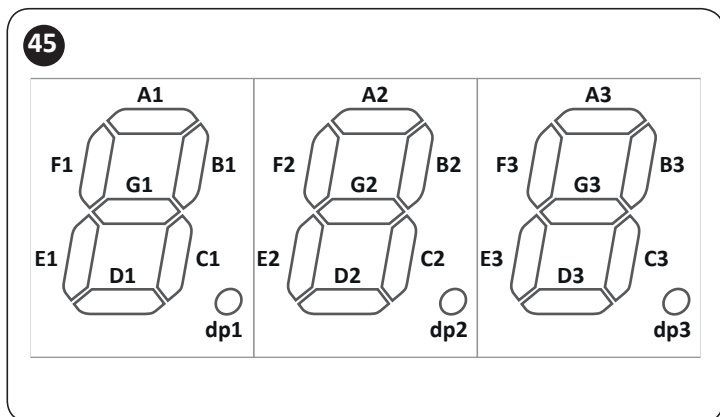 45
A1 A2 A3
F1 B1 F2 B2 F3 B3
G1 G2 G3
E1 C1 E2 C2 E3 C3
D1 D2 D3
dp1 dp2 dp3